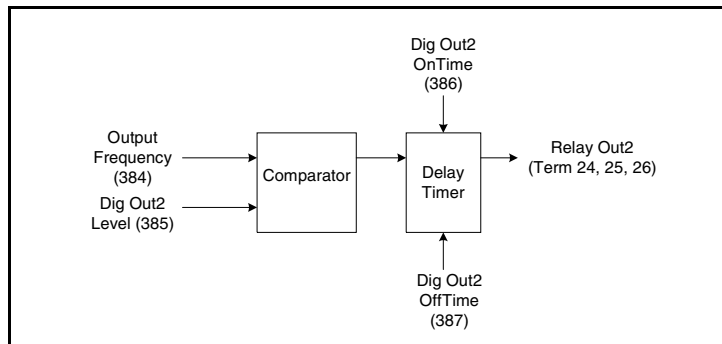 Dig Out2
OnTime
(386)
Output
Frequency
(384)
Dig Out2
Level (385)
Comparator
Delay
Timer
Relay Out2
(Term 24, 25, 26)
Dig Out2
OffTime
(387)